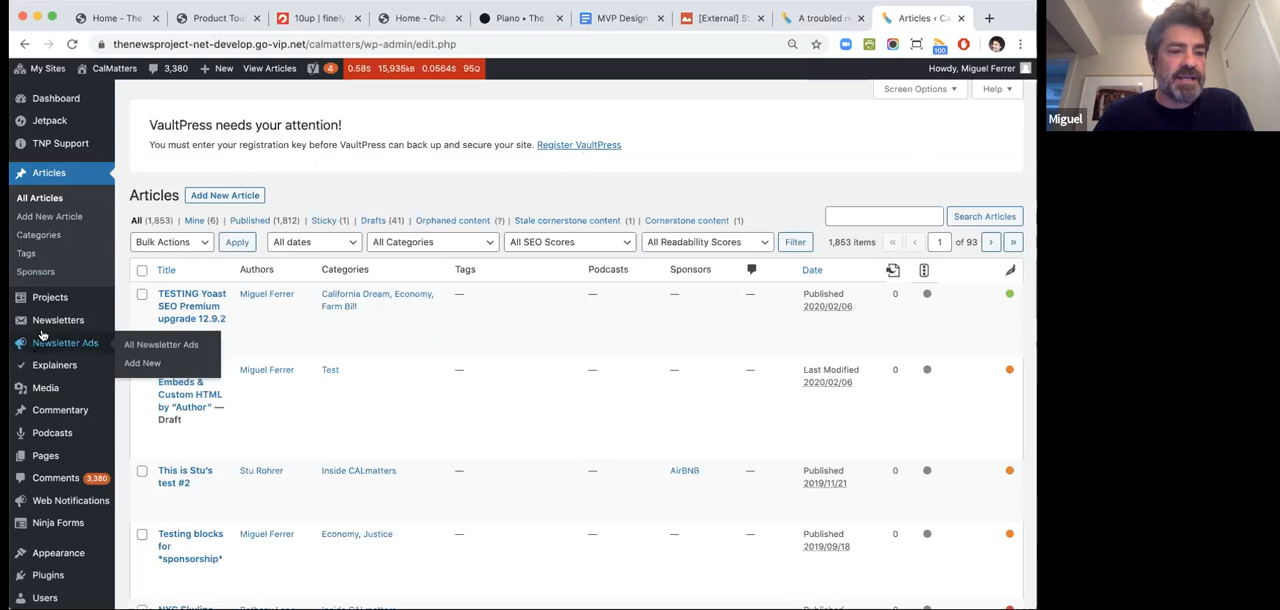 Home - The
Product Tou
10up | finely
Home - Cha
Piano • The
MVP Design
[External] St
A troubled re
Articles ‹ Ca
thenewsproject-net-develop.go-vip.net/calmatters/wp-admin/edit.php
100
My Sites CalMatters 3,380 + New View Articles 4 0.58s 15,935kB 0.0564s 95Q Howdy, Miguel Ferrer
Miguel
Dashboard
Jetpack
TNP Support
Articles
All Articles
Add New Article
Categories
Tags
Sponsors
Projects
Newsletters
Newsletter Ads
All Newsletter Ads
Add New
Explainers
Media
Commentary
Podcasts
Pages
Comments 3,380
Web Notifications
Ninja Forms
Appearance
Plugins
Users
Screen Options Help
VaultPress needs your attention!
You must enter your registration key before VaultPress can back up and secure your site. Register VaultPress
Articles Add New Article
All (1,853) | Mine (6) | Published (1,812) | Sticky (1) | Drafts (41) | Orphaned content (?) | Stale cornerstone content (1) | Cornerstone content (1)
Search Articles
Bulk Actions Apply All dates All Categories All SEO Scores All Readability Scores Filter 1,853 items « ‹ 1 of 93 › »
Title Authors Categories Tags Podcasts Sponsors Date
TESTING Yoast
SEO Premium
upgrade 12.9.2
Miguel Ferrer
California Dream, Economy,
Farm Bill
— — — —
Published
2020/02/06
0
Embeds &
Custom HTML
by "Author" —
Draft
Miguel Ferrer
Test
— — — —
Last Modified
2020/02/06
0
This is Stu's
test #2
Stu Rohrer
Inside CALmatters
— — AirBNB —
Published
2019/11/21
0
Testing blocks
for
*sponsorship*
Miguel Ferrer
Economy, Justice
— — — —
Published
2019/09/18
0